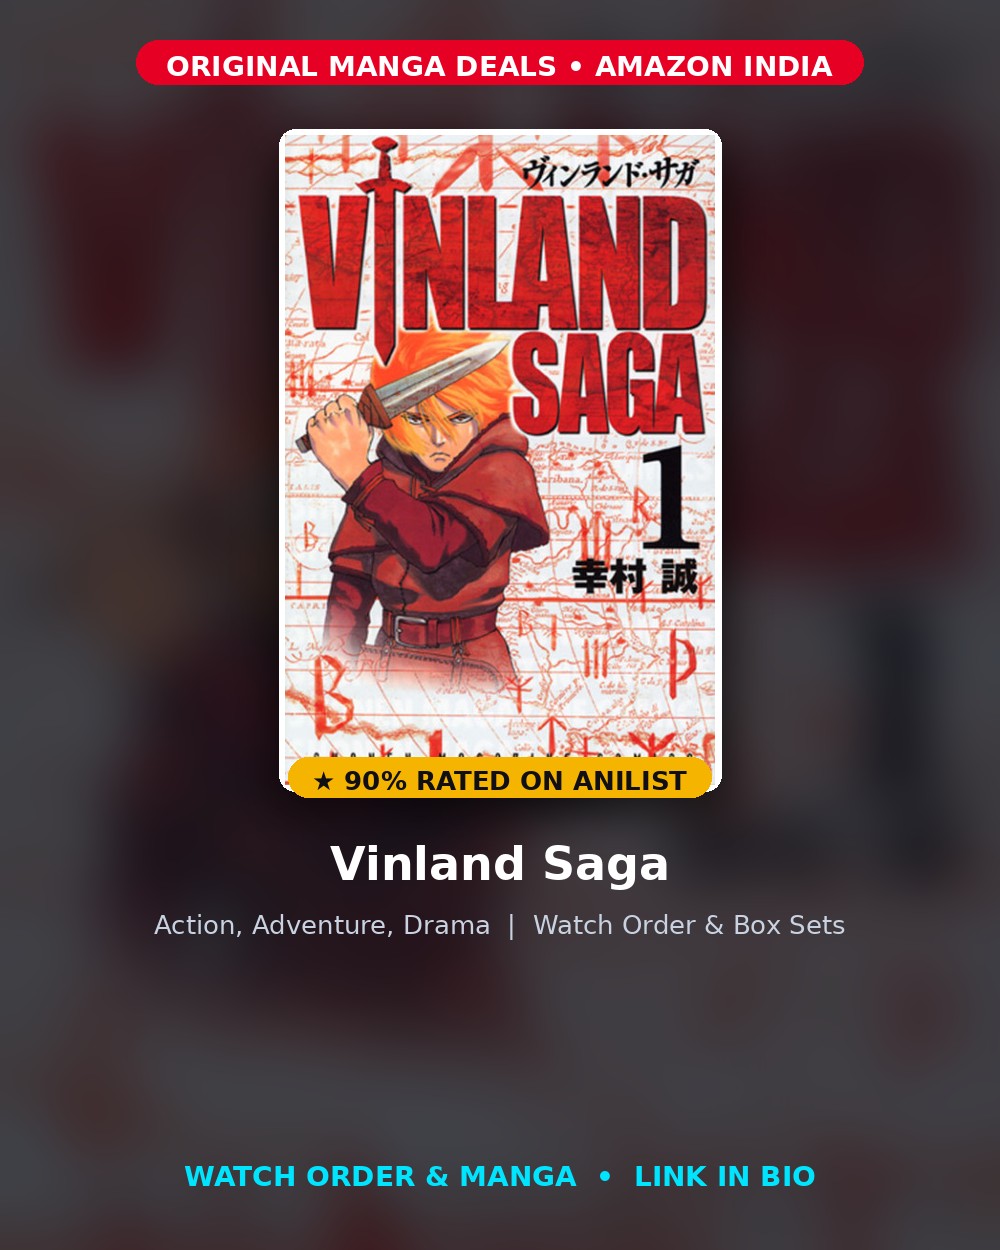 ORIGINAL MANGA DEALS • AMAZON INDIA
ヴィンランド・サガ
VINLAND
SAGA
1
幸村 誠
★ 90% RATED ON ANILIST
Vinland Saga
Action, Adventure, Drama | Watch Order & Box Sets
WATCH ORDER & MANGA • LINK IN BIO